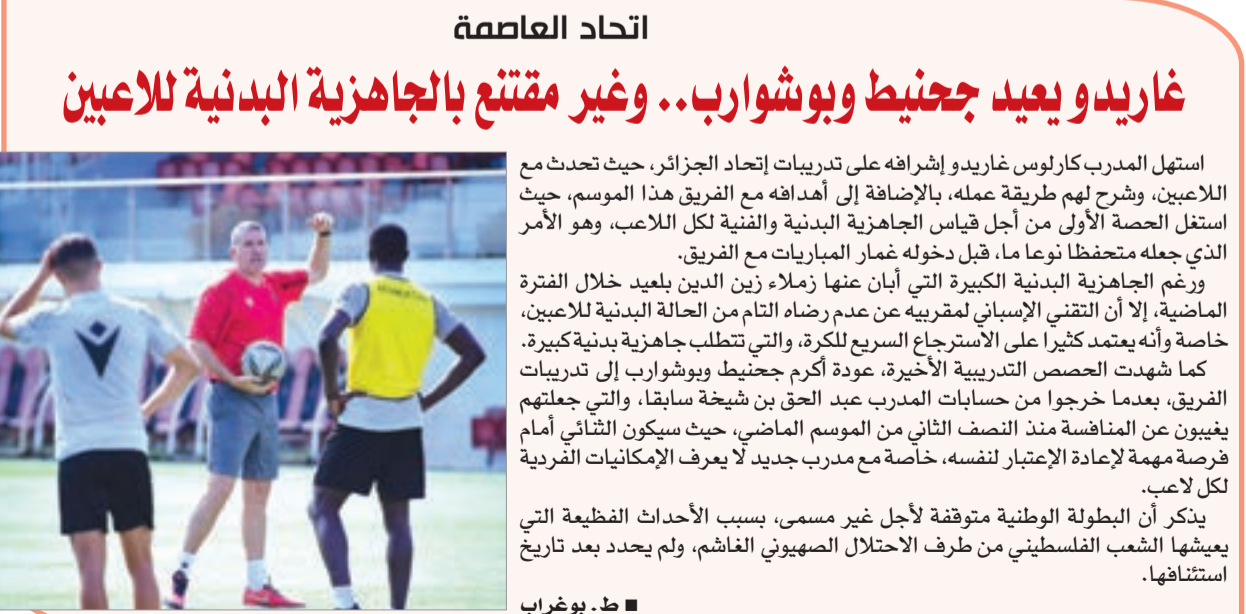 اتحاد العاصمة
غاريدو يعيد جحنيط وبوشوارب.. وغير مقتنع بالجاهزية البدنية للاعبين
استهل المدرب كارلوس غاريدو إشرافه على تدريبات إتحاد الجزائر، حيث تحدث مع
اللاعبين، وشرح لهم طريقة عمله، بالإضافة إلى أهدافه مع الفريق هذا الموسم، حيث
استغل الحصة الأولى من أجل قياس الجاهزية البدنية والفنية لكل اللاعب، وهو الأمر
الذي جعله متحفظا نوعا ما، قبل دخوله غمار المباريات مع الفريق.
ورغم الجاهزية البدنية الكبيرة التي أبان عنها زملاء زين الدين بلعيد خلال الفترة
الماضية، إلا أن التقني الإسباني لمقربيه عن عدم رضاه التام من الحالة البدنية للاعبين،
خاصة وأنه يعتمد كثيرا على الاسترجاع السريع للكرة، والتي تتطلب جاهزية بدنية كبيرة.
كما شهدت الحصص التدريبية الأخيرة، عودة أكرم جحنيط وبوشوارب إلى تدريبات
الفريق، بعدما خرجوا من حسابات المدرب عبد الحق بن شيخة سابقا، والتي جعلتهم
يغيبون عن المنافسة منذ النصف الثاني من الموسم الماضي، حيث سيكون الثنائي أمام
فرصة مهمة لإعادة الإعتبار لنفسه، خاصة مع مدرب جديد لا يعرف الإمكانيات الفردية
لكل لاعب.
يذكر أن البطولة الوطنية متوقفة لأجل غير مسمى، بسبب الأحداث الفظيعة التي
يعيشها الشعب الفلسطيني من طرف الاحتلال الصهيوني الغاشم، ولم يحدد بعد تاريخ
استئنافها.
■ ط. بوغراب